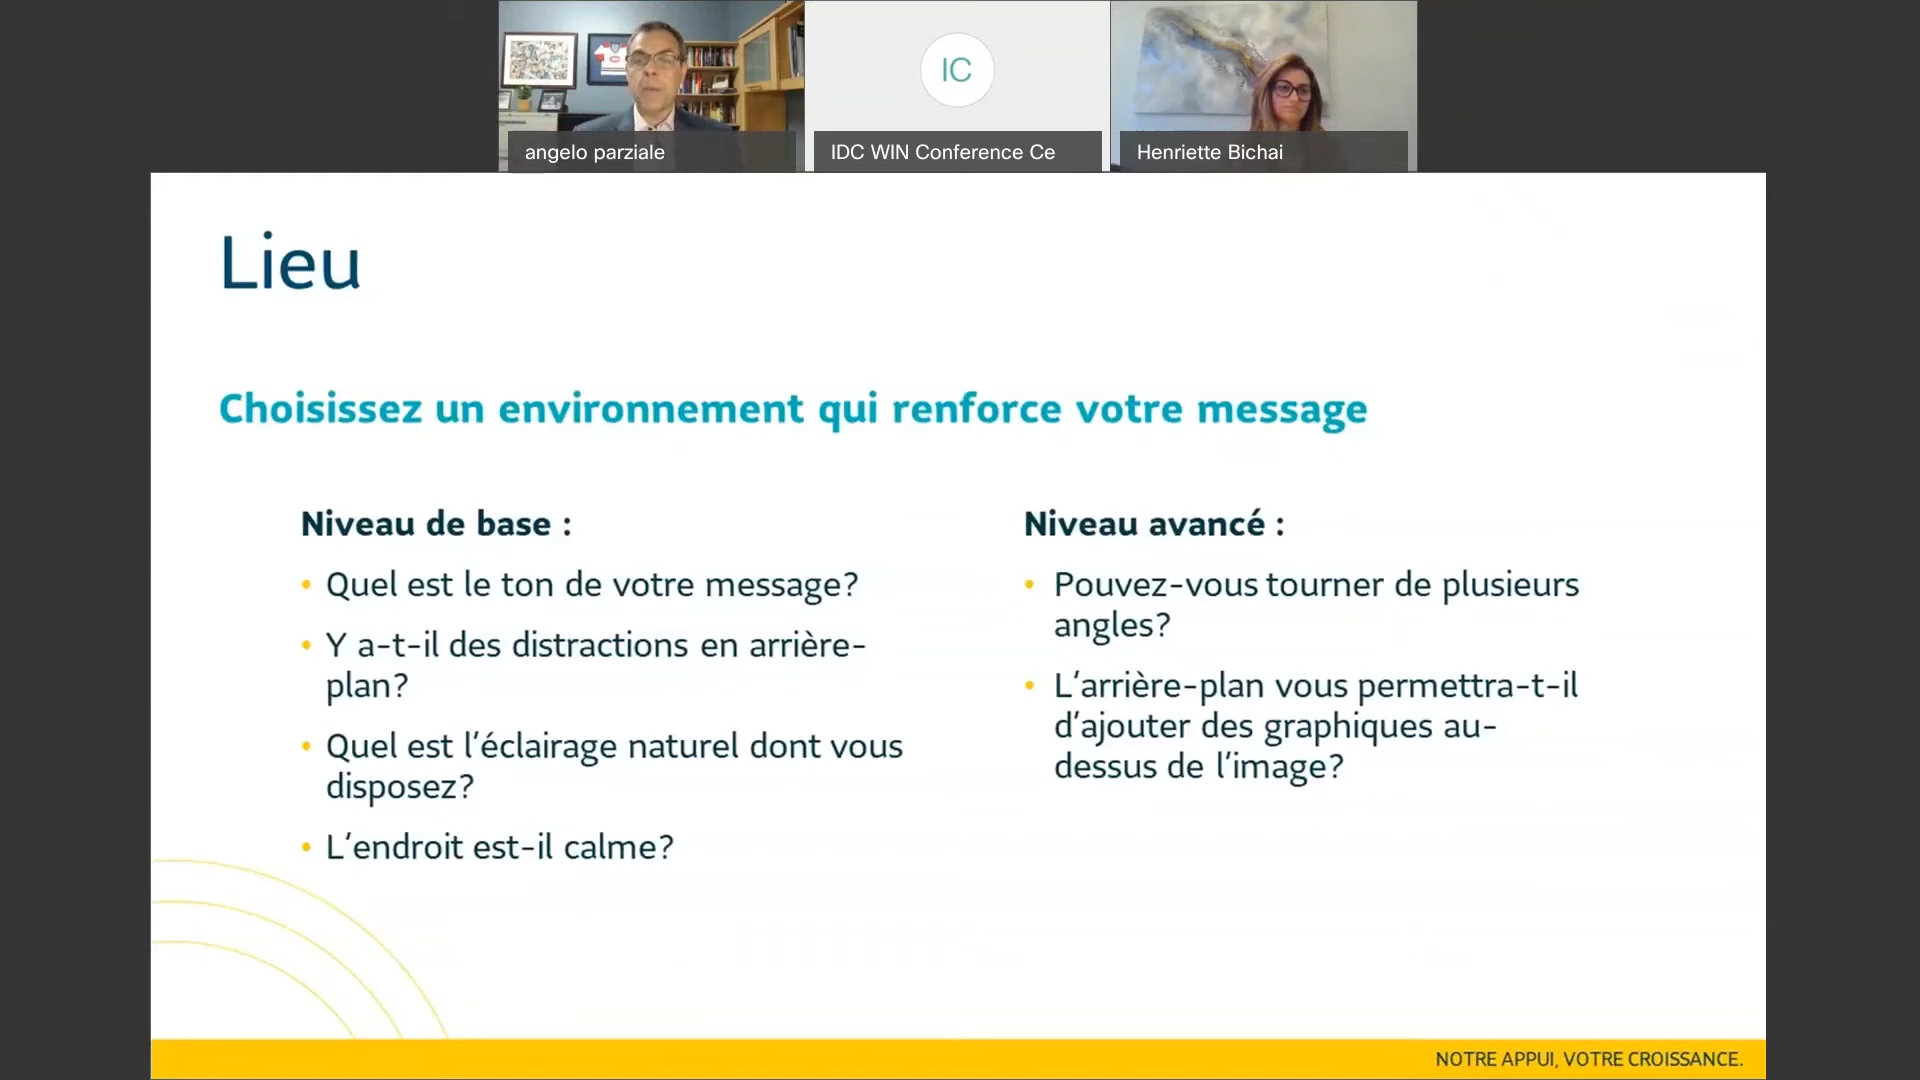 IC
angelo parziale
IDC WIN Conference Ce
Henriette Bichai
Lieu
Choisissez un environnement qui renforce votre message
Niveau de base :
• Quel est le ton de votre message?
• Y a-t-il des distractions en arrière-
plan?
• Quel est l’éclairage naturel dont vous
disposez?
• L’endroit est-il calme?
Niveau avancé :
• Pouvez-vous tourner de plusieurs
angles?
• L’arrière-plan vous permettra-t-il
d’ajouter des graphiques au-
dessus de l’image?
NOTRE APPUI, VOTRE CROISSANCE.